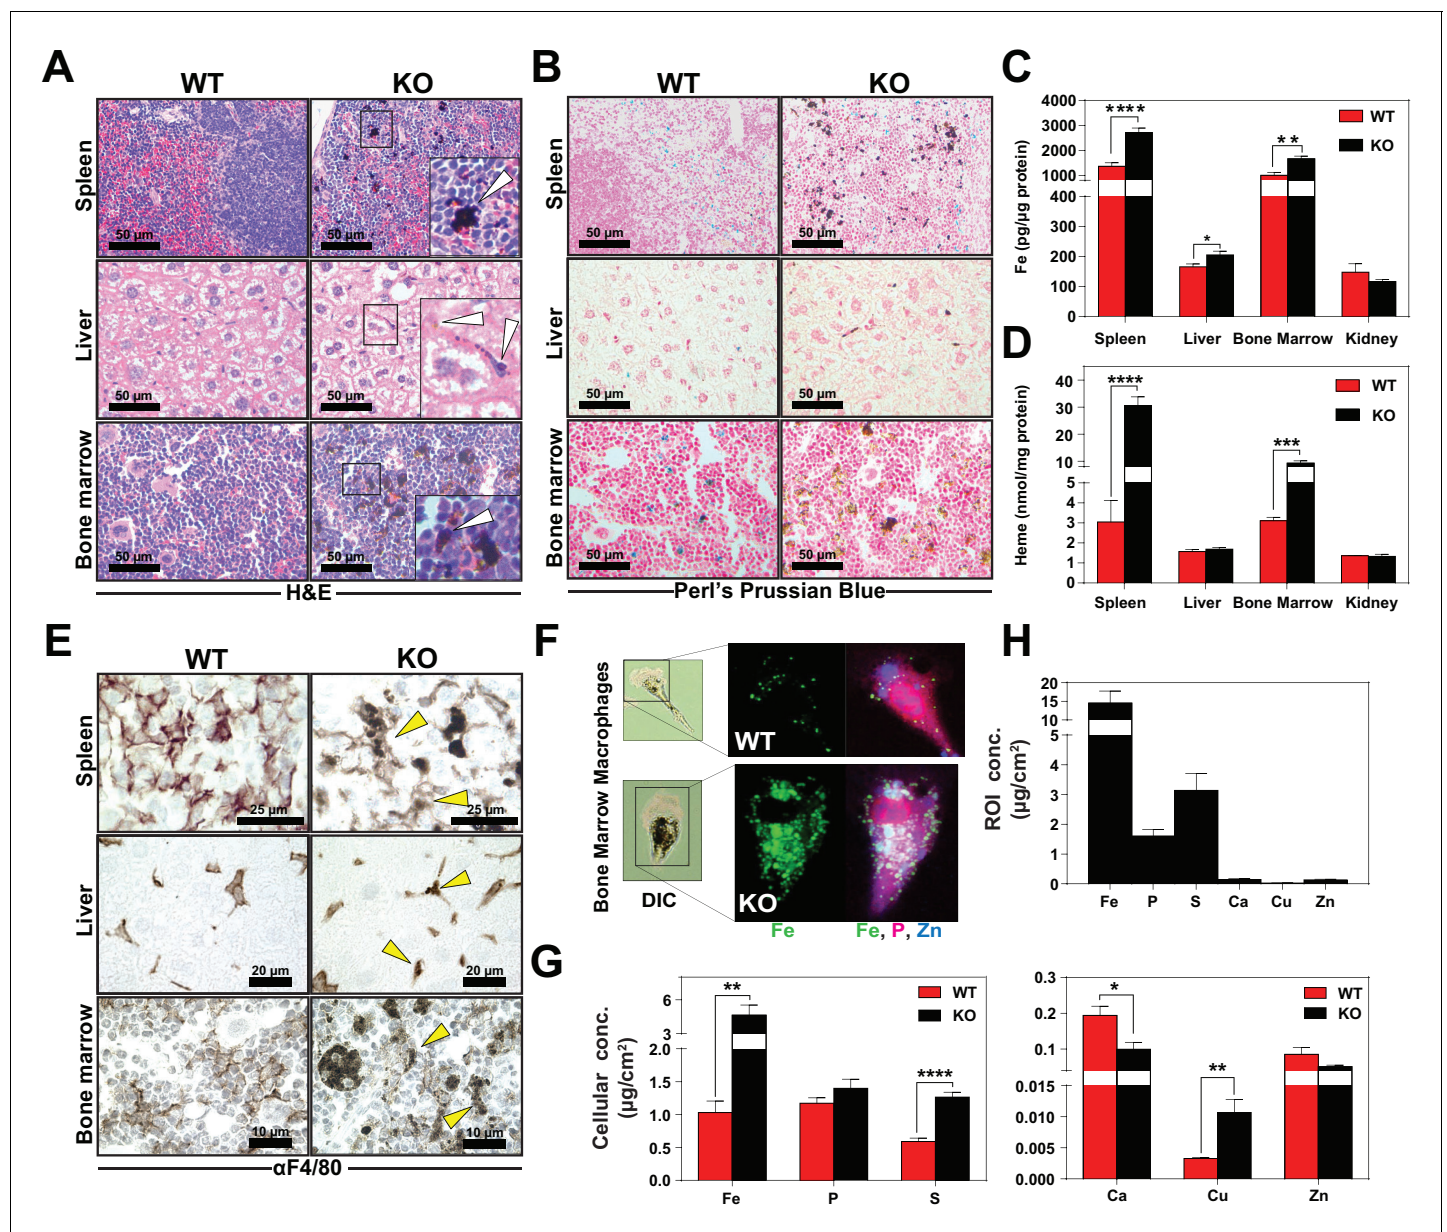 A
WT
KO
Spleen
50 µm
50 µm
Liver
50 µm
50 µm
Bone marrow
50 µm
50 µm
H&E
B
WT
KO
Spleen
50 µm
50 µm
Liver
50 µm
50 µm
Bone marrow
50 µm
50 µm
Perl's Prussian Blue
C
Fe (pg/µg protein)
4000
3000
2000
1000
400
300
200
100
0
****
*
**
WT
KO
Spleen
Liver
Bone Marrow
Kidney
D
Heme (nmol/mg protein)
40
30
20
10
5
4
3
2
1
0
****
***
WT
KO
Spleen
Liver
Bone Marrow
Kidney
E
WT
KO
Spleen
25 µm
25 µm
Liver
20 µm
20 µm
Bone marrow
10 µm
10 µm
αF4/80
F
Bone Marrow Macrophages
WT
KO
DIC
Fe
Fe, P, Zn
H
ROI conc.
(µg/cm²)
20
15
10
5
4
3
2
1
0
Fe
P
S
Ca
Cu
Zn
G
Cellular conc.
(µg/cm²)
6
3
2.0
1.5
1.0
0.5
0.0
**
****
WT
KO
Fe
P
S
0.3
0.2
0.1
0.015
0.010
0.005
0.000
*
**
WT
KO
Ca
Cu
Zn